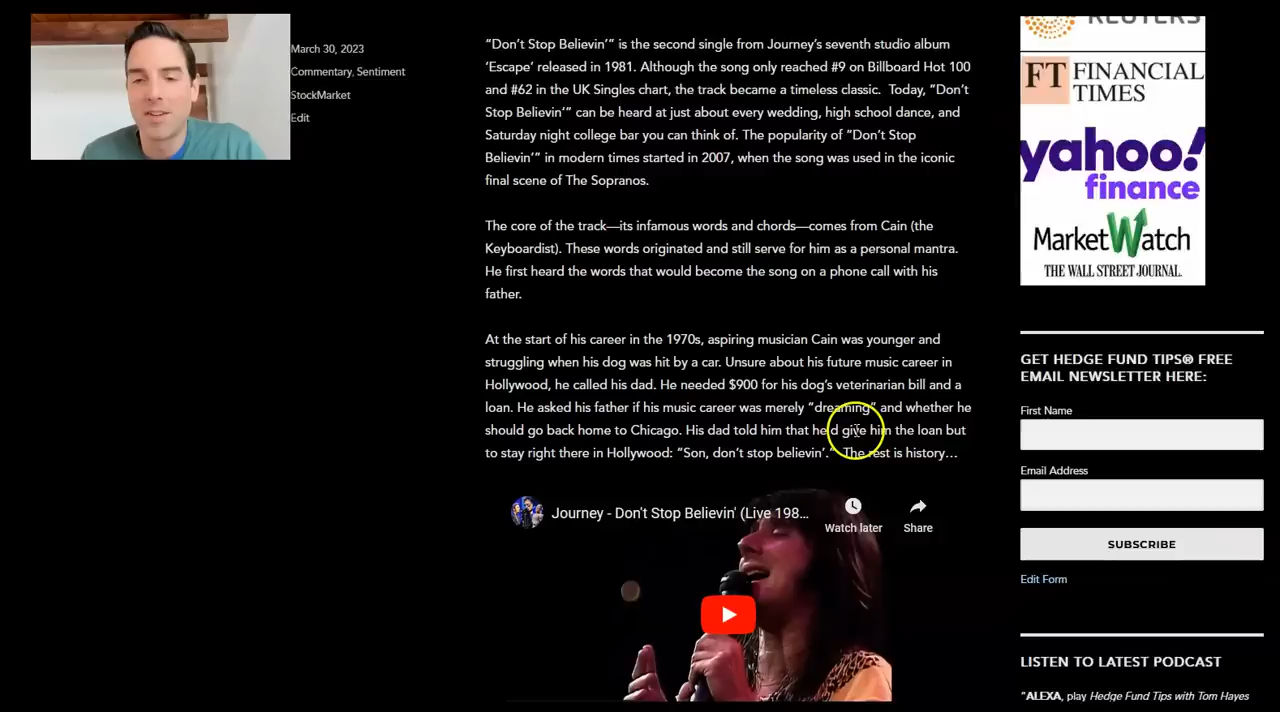 March 30, 2023
Commentary, Sentiment
StockMarket
Edit
“Don’t Stop Believin’” is the second single from Journey’s seventh studio album
‘Escape’ released in 1981. Although the song only reached #9 on Billboard Hot 100
and #62 in the UK Singles chart, the track became a timeless classic.  Today, “Don’t
Stop Believin’” can be heard at just about every wedding, high school dance, and
Saturday night college bar you can think of. The popularity of “Don’t Stop
Believin’” in modern times started in 2007, when the song was used in the iconic
final scene of The Sopranos.
The core of the track—its infamous words and chords—comes from Cain (the
Keyboardist). These words originated and still serve for him as a personal mantra.
He first heard the words that would become the song on a phone call with his
father.
At the start of his career in the 1970s, aspiring musician Cain was younger and
struggling when his dog was hit by a car. Unsure about his future music career in
Hollywood, he called his dad. He needed $900 for his dog’s veterinarian bill and a
loan. He asked his father if his music career was merely “dreaming” and whether he
should go back home to Chicago. His dad told him that he’d give him the loan but
to stay right there in Hollywood: “Son, don’t stop believin’.”  The rest is history…
Journey - Don't Stop Believin' (Live 198...
Watch later
Share
REUTERS
FT FINANCIAL
TIMES
yahoo!
finance
MarketWatch
THE WALL STREET JOURNAL.
GET HEDGE FUND TIPS® FREE
EMAIL NEWSLETTER HERE:
First Name
Email Address
SUBSCRIBE
Edit Form
LISTEN TO LATEST PODCAST
"ALEXA, play Hedge Fund Tips with Tom Hayes